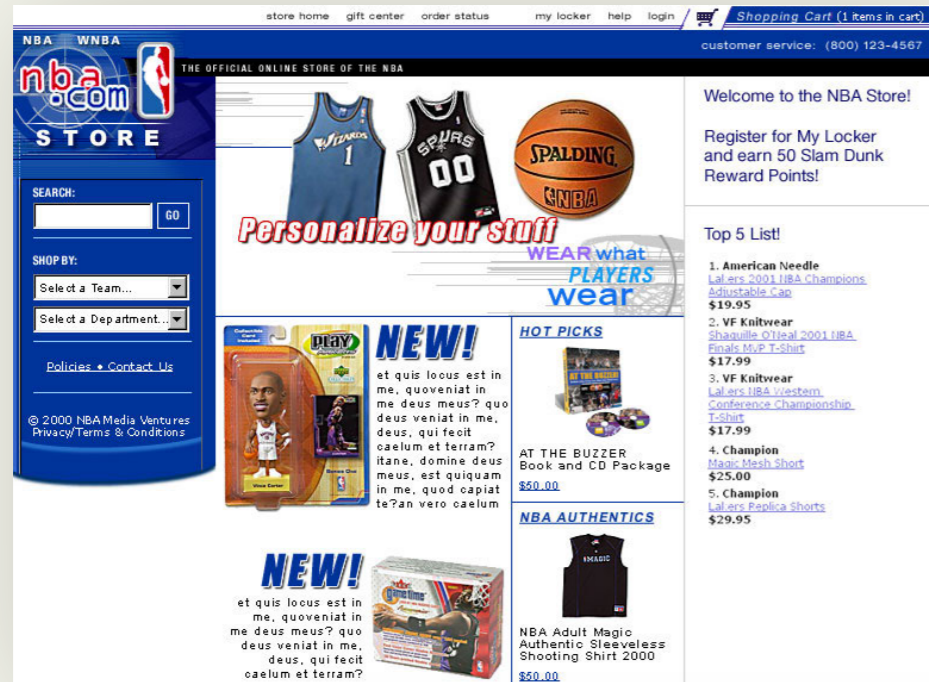 store home gift center order status my locker help login Shopping Cart (1 items in cart)
NBA WNBA
customer service: (800) 123-4567
nba.com
STORE
THE OFFICIAL ONLINE STORE OF THE NBA
SEARCH:
GO
SHOP BY:
Select a Team...
Select a Department...
Policies • Contact Us
© 2000 NBA Media Ventures
Privacy/Terms & Conditions
WIZARDS
1
SPURS
00
SPALDING
NBA
Personalize your stuff
WEAR what
PLAYERS
wear
Collectible
Card
Included
PLAY
Vince Carter
NEW!
et quis locus est in
me, quoveniat in
me deus meus? quo
deus veniat in me,
deus, qui fecit
caelum et terram?
itane, domine deus
meus, est quiquam
in me, quod capiat
te?an vero caelum
NEW!
et quis locus est in
me, quoveniat in
me deus meus? quo
deus veniat in me,
deus, qui fecit
caelum et terram?
game time
HOT PICKS
AT THE BUZZER!
AT THE BUZZER
Book and CD Package
$50.00
NBA AUTHENTICS
MAGIC
NBA Adult Magic
Authentic Sleeveless
Shooting Shirt 2000
$50.00
Welcome to the NBA Store!
Register for My Locker
and earn 50 Slam Dunk
Reward Points!
Top 5 List!
1. American Needle
Lakers 2001 NBA Champions
Adjustable Cap
$19.95
2. VF Knitwear
Shaquille O'Neal 2001 NBA
Finals MVP T-Shirt
$17.99
3. VF Knitwear
Lakers NBA Western
Conference Championship
T-Shirt
$17.99
4. Champion
Magic Mesh Short
$25.00
5. Champion
Lakers Replica Shorts
$29.95